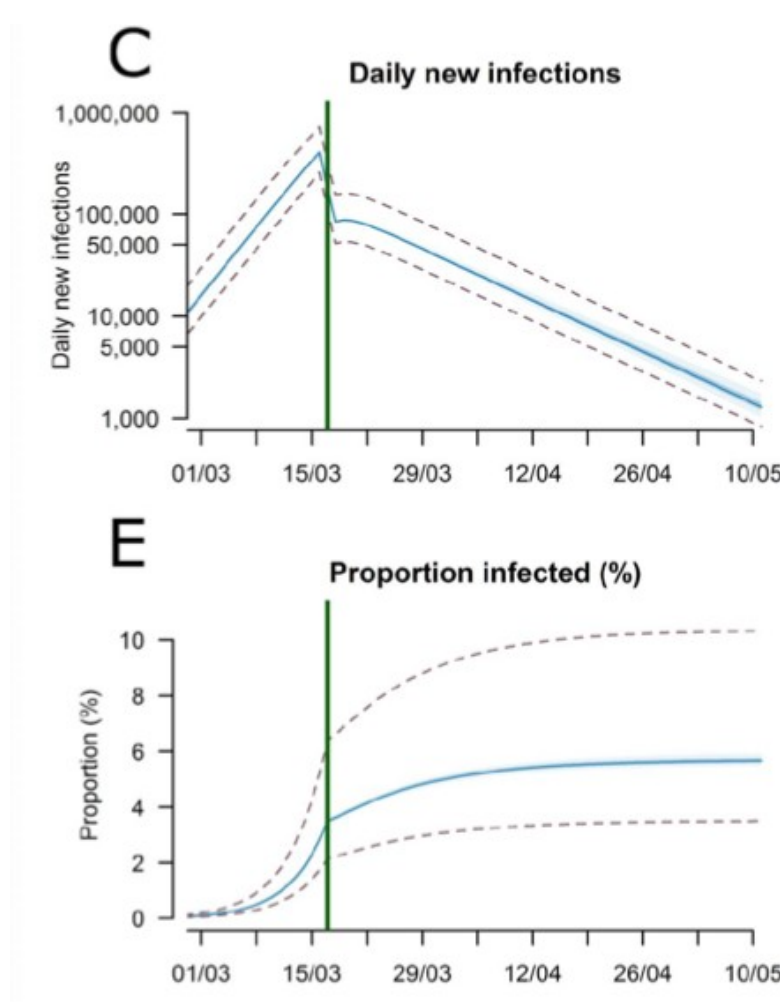 C
Daily new infections
Daily new infections
1,000,000
100,000
50,000
10,000
5,000
1,000
01/03 15/03 29/03 12/04 26/04 10/05
E
Proportion infected (%)
Proportion (%)
10
8
6
4
2
0
01/03 15/03 29/03 12/04 26/04 10/05